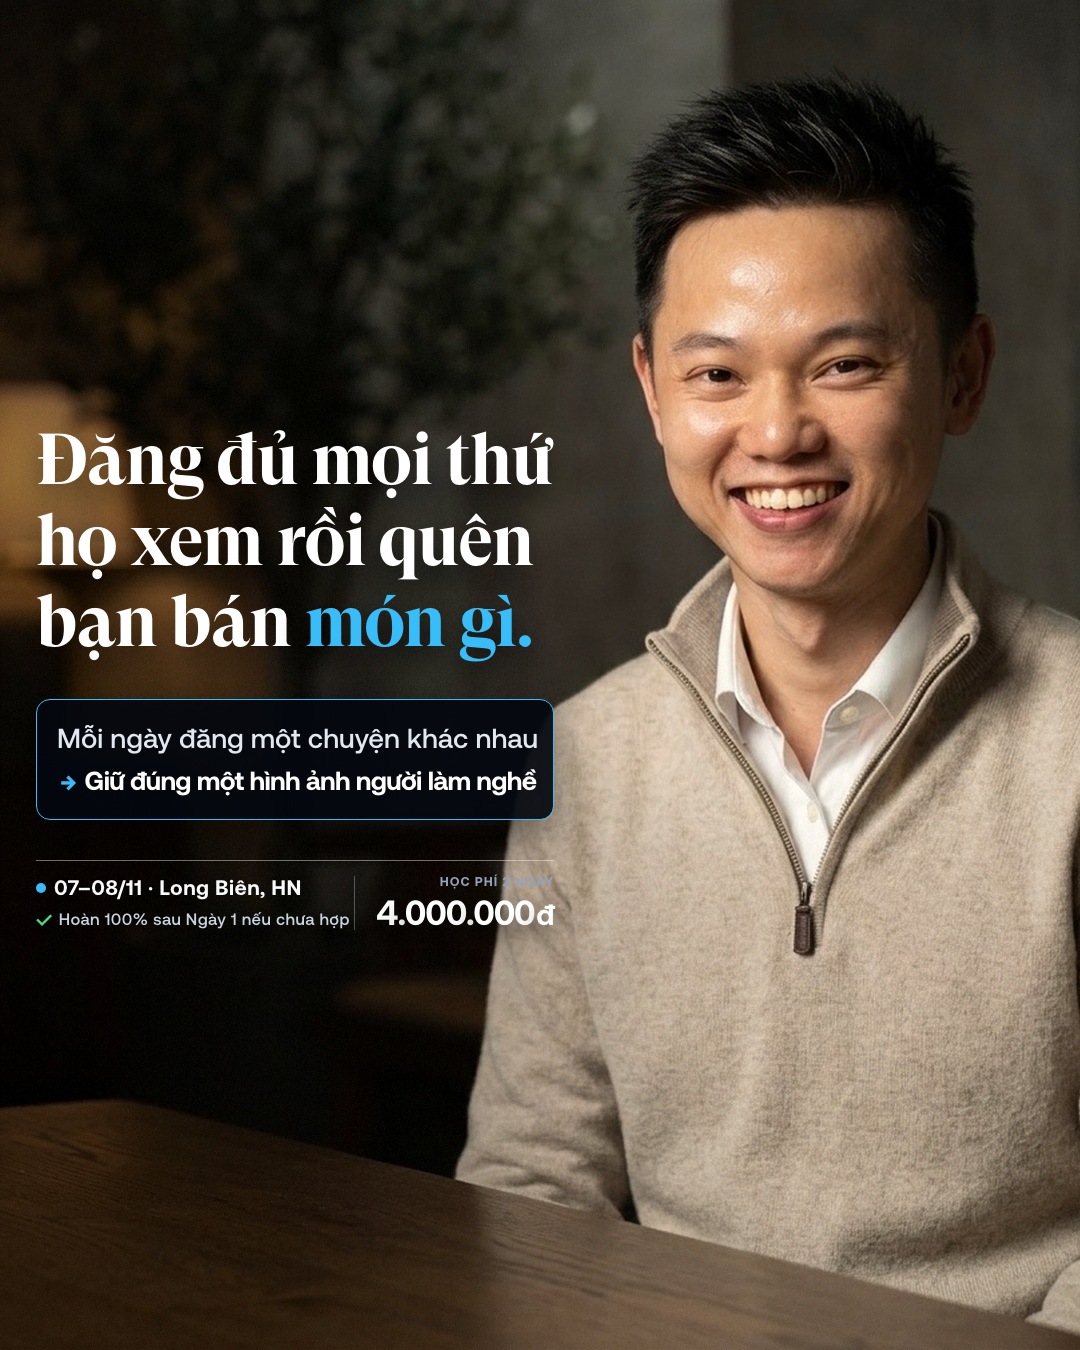 Đăng đủ mọi thứ
họ xem rồi quên
bạn bán món gì.
Mỗi ngày đăng một chuyện khác nhau
→ Giữ đúng một hình ảnh người làm nghề
07–08/11 · Long Biên, HN
Hoàn 100% sau Ngày 1 nếu chưa hợp
HỌC PHÍ 2 NGÀY
4.000.000đ